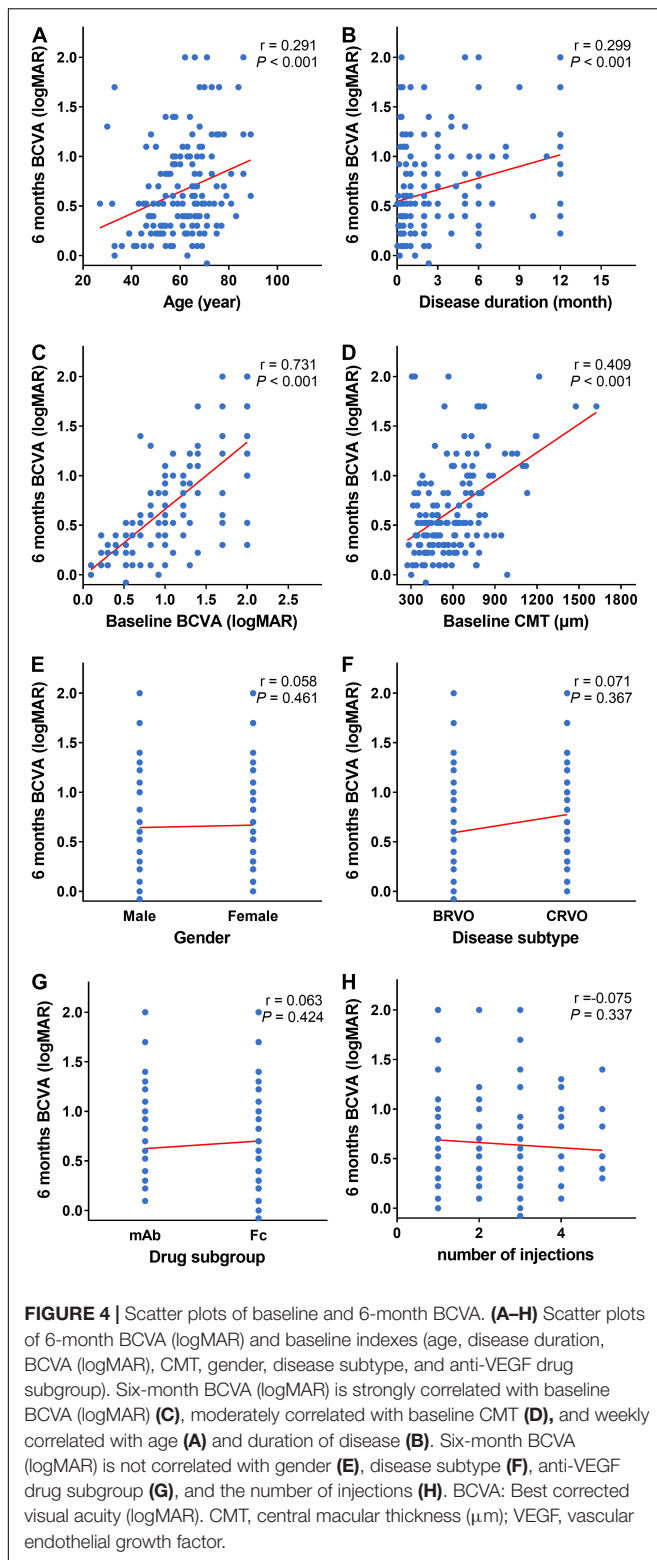 A
r = 0.291
P < 0.001
6 months BCVA (logMAR)
2.0
1.5
1.0
0.5
0.0
20 40 60 80 100
Age (year)
B
r = 0.299
P < 0.001
6 months BCVA (logMAR)
2.0
1.5
1.0
0.5
0.0
0 3 6 9 12 15
Disease duration (month)
C
r = 0.731
P < 0.001
6 months BCVA (logMAR)
2.0
1.5
1.0
0.5
0.0
0.0 0.5 1.0 1.5 2.0 2.5
Baseline BCVA (logMAR)
D
r = 0.409
P < 0.001
6 months BCVA (logMAR)
2.0
1.5
1.0
0.5
0.0
300 600 900 1200 1500 1800
Baseline CMT (μm)
E
r = 0.058
P = 0.461
6 months BCVA (logMAR)
2.0
1.5
1.0
0.5
0.0
Male Female
Gender
F
r = 0.071
P = 0.367
6 months BCVA (logMAR)
2.0
1.5
1.0
0.5
0.0
BRVO CRVO
Disease subtype
G
r = 0.063
P = 0.424
6 months BCVA (logMAR)
2.0
1.5
1.0
0.5
0.0
mAb Fc
Drug subgroup
H
r =-0.075
P = 0.337
6 months BCVA (logMAR)
2.0
1.5
1.0
0.5
0.0
0 2 4
number of injections
FIGURE 4 | Scatter plots of baseline and 6-month BCVA. (A–H) Scatter plots
of 6-month BCVA (logMAR) and baseline indexes (age, disease duration,
BCVA (logMAR), CMT, gender, disease subtype, and anti-VEGF drug
subgroup). Six-month BCVA (logMAR) is strongly correlated with baseline
BCVA (logMAR) (C), moderately correlated with baseline CMT (D), and weekly
correlated with age (A) and duration of disease (B). Six-month BCVA
(logMAR) is not correlated with gender (E), disease subtype (F), anti-VEGF
drug subgroup (G), and the number of injections (H). BCVA: Best corrected
visual acuity (logMAR). CMT, central macular thickness (μm); VEGF, vascular
endothelial growth factor.